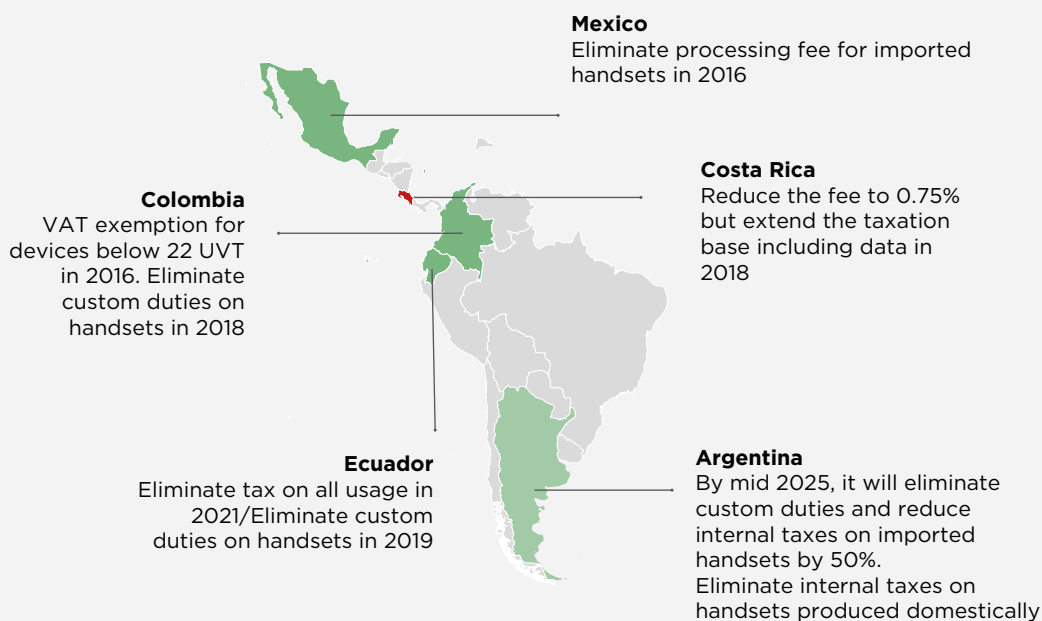 Mexico
Eliminate processing fee for imported
handsets in 2016
Costa Rica
Reduce the fee to 0.75%
but extend the taxation
base including data in
2018
Colombia
VAT exemption for
devices below 22 UVT
in 2016. Eliminate
custom duties on
handsets in 2018
Ecuador
Eliminate tax on all usage in
2021/Eliminate custom
duties on handsets in 2019
Argentina
By mid 2025, it will eliminate
custom duties and reduce
internal taxes on imported
handsets by 50%.
Eliminate internal taxes on
handsets produced domestically